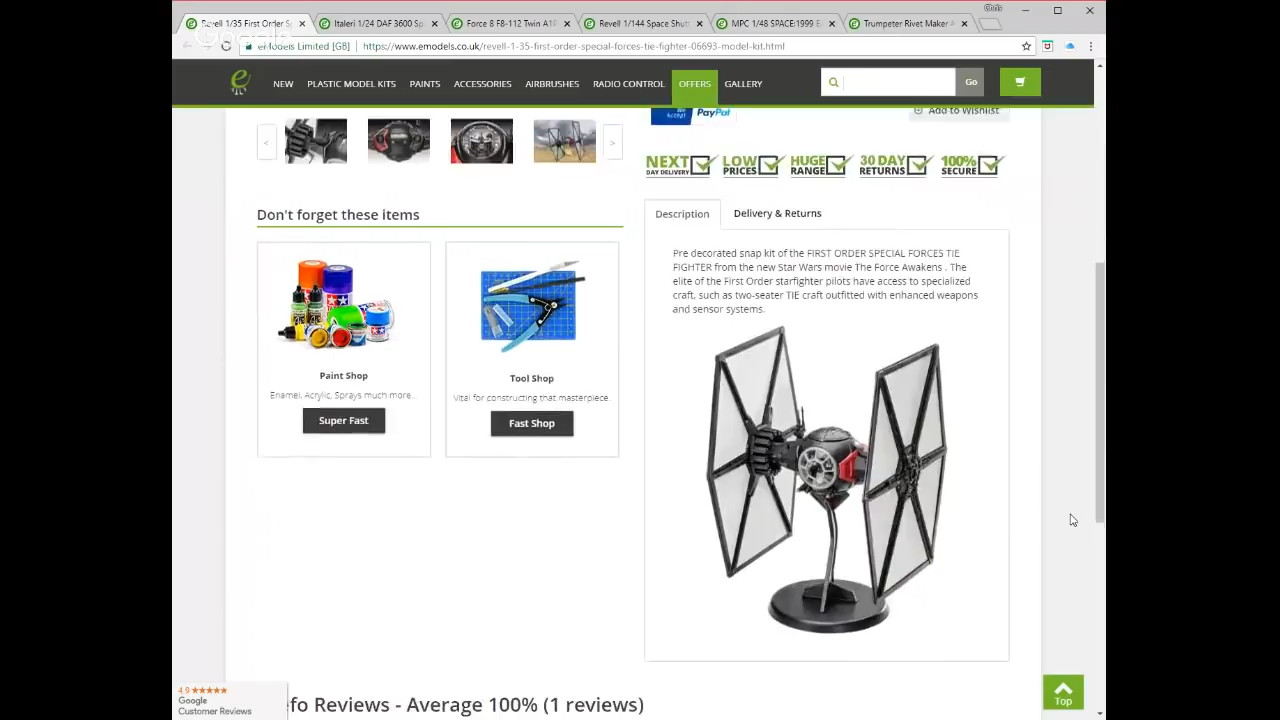 Chris
Revell 1/35 First Order S
Italeri 1/24 DAF 3600 Sp
Force 8 F8-112 Twin A1P
Revell 1/144 Space Shut
MPC 1/48 SPACE:1999 E
Trumpeter Rivet Maker
Google
eModels Limited [GB]
https://www.emodels.co.uk/revell-1-35-first-order-special-forces-tie-fighter-06693-model-kit.html
e
NEW
PLASTIC MODEL KITS
PAINTS
ACCESSORIES
AIRBRUSHES
RADIO CONTROL
OFFERS
GALLERY
Go
We Accept PayPal
Add to Wishlist
< >
NEXT DAY DELIVERY
LOW PRICES
HUGE RANGE
30 DAY RETURNS
100% SECURE
Don't forget these items
Paint Shop
Enamel, Acrylic, Sprays much more..
Super Fast
Tool Shop
Vital for constructing that masterpiece.
Fast Shop
Description
Delivery & Returns
Pre decorated snap kit of the FIRST ORDER SPECIAL FORCES TIE
FIGHTER from the new Star Wars movie The Force Awakens . The
elite of the First Order starfighter pilots have access to specialized
craft, such as two-seater TIE craft outfitted with enhanced weapons
and sensor systems.
4.9 ★★★★★
Google
Customer Reviews
efo Reviews - Average 100% (1 reviews)
Top